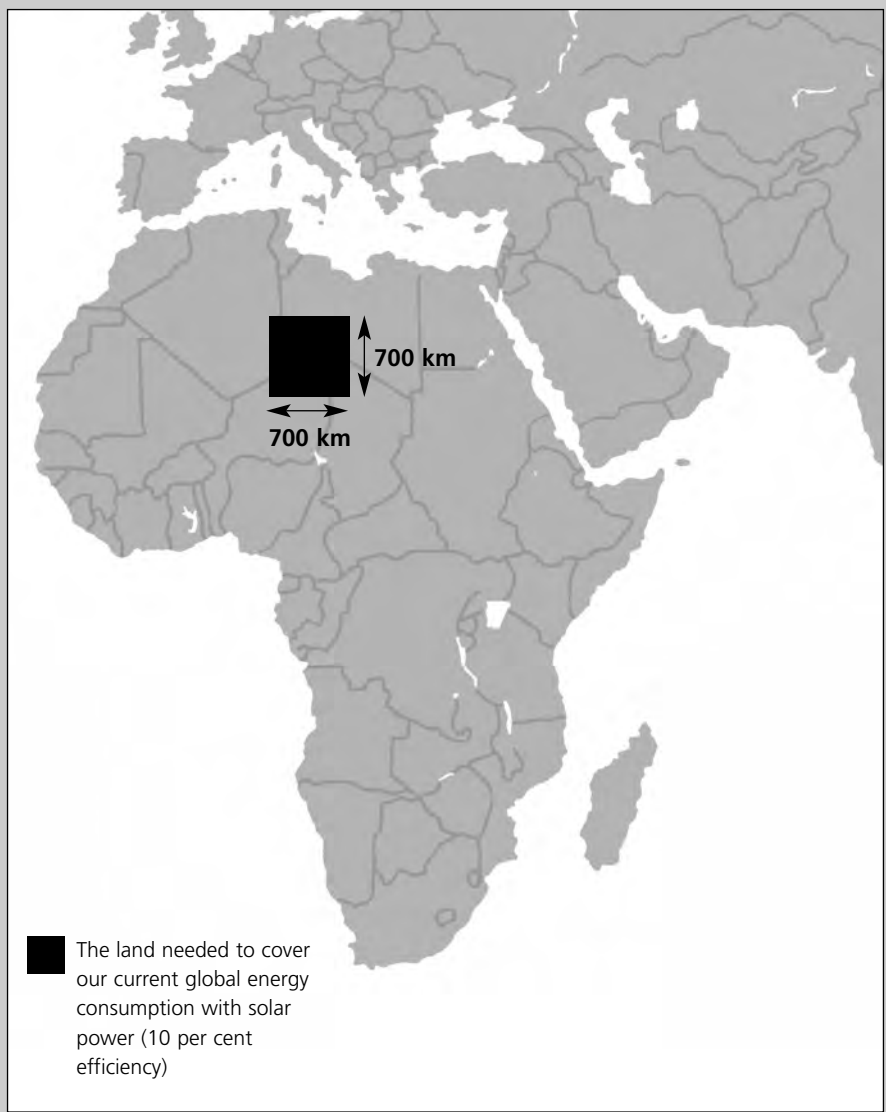 700 km
700 km
The land needed to cover
our current global energy
consumption with solar
power (10 per cent
efficiency)